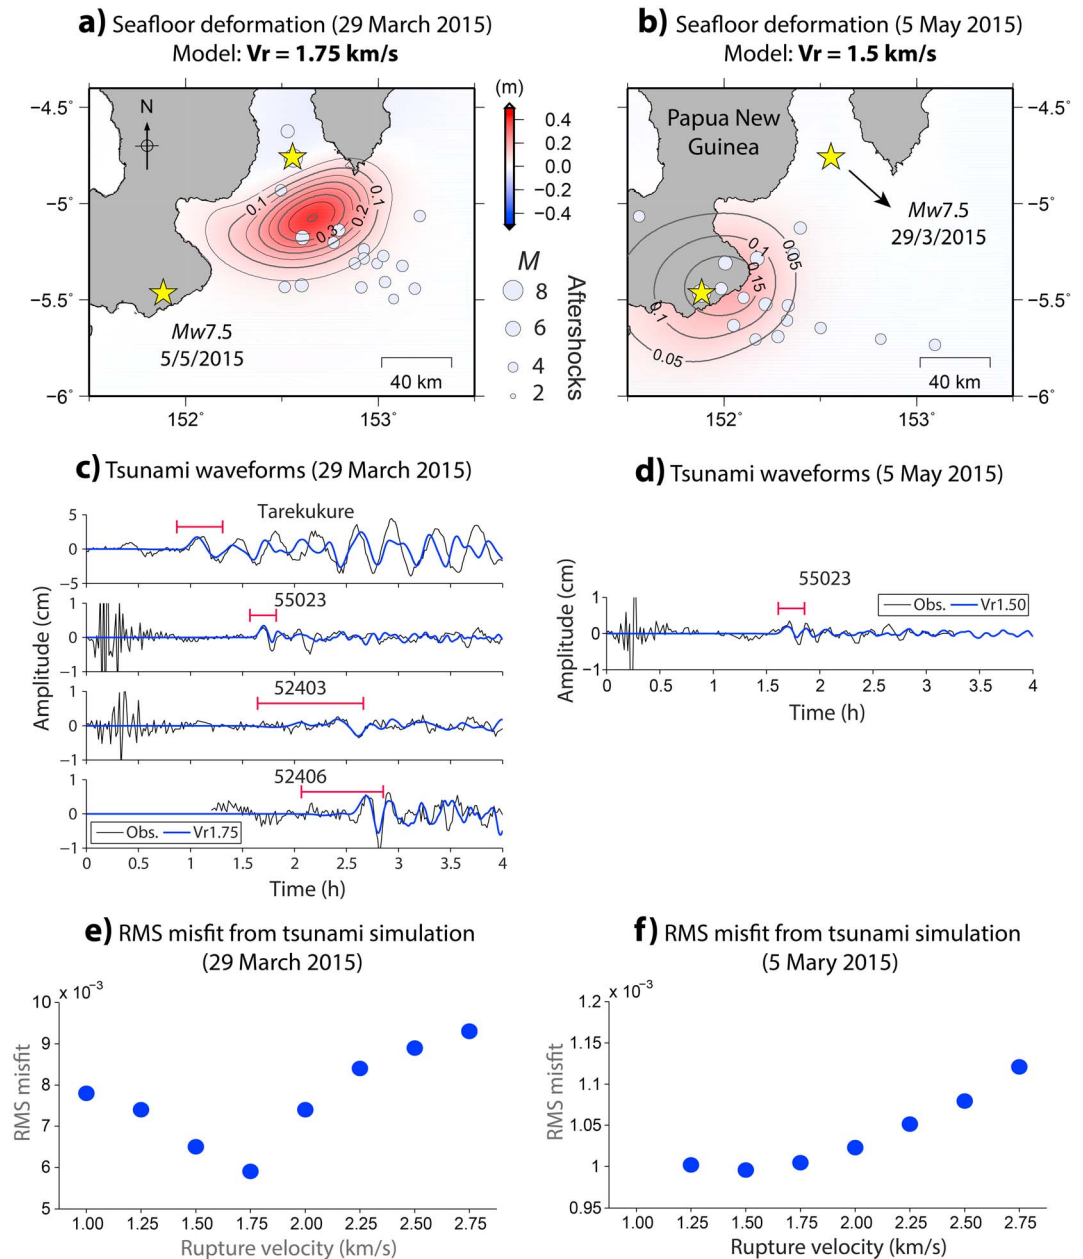 a) Seafloor deformation (29 March 2015)
Model: Vr = 1.75 km/s
b) Seafloor deformation (5 May 2015)
Model: Vr = 1.5 km/s
−4.5˚
−5˚
−5.5˚
−6˚
152˚
153˚
N
0.1
0.1
0.2
0.3
Mw7.5
5/5/2015
40 km
(m)
0.4
0.2
0.0
−0.2
−0.4
M
8
6
4
2
Aftershocks
Papua New
Guinea
Mw7.5
29/3/2015
0.1
0.05
0.15
0.1
0.05
40 km
−4.5˚
−5˚
−5.5˚
−6˚
152˚
153˚
c) Tsunami waveforms (29 March 2015)
Tarekukure
5
0
−5
55023
1
0
−1
52403
1
0
−1
52406
1
0
−1
Obs.
Vr1.75
Amplitude (cm)
0 0.5 1 1.5 2 2.5 3 3.5 4
Time (h)
d) Tsunami waveforms (5 May 2015)
55023
Obs.
Vr1.50
1
0
−1
Amplitude (cm)
0 0.5 1 1.5 2 2.5 3 3.5 4
Time (h)
e) RMS misfit from tsunami simulation
(29 March 2015)
x 10⁻³
10
9
8
7
6
5
RMS misfit
1.00 1.25 1.50 1.75 2.00 2.25 2.50 2.75
Rupture velocity (km/s)
f) RMS misfit from tsunami simulation
(5 Mary 2015)
x 10⁻³
1.2
1.15
1.1
1.05
1
0.95
RMS misfit
1.00 1.25 1.50 1.75 2.00 2.25 2.50 2.75
Rupture velocity (km/s)